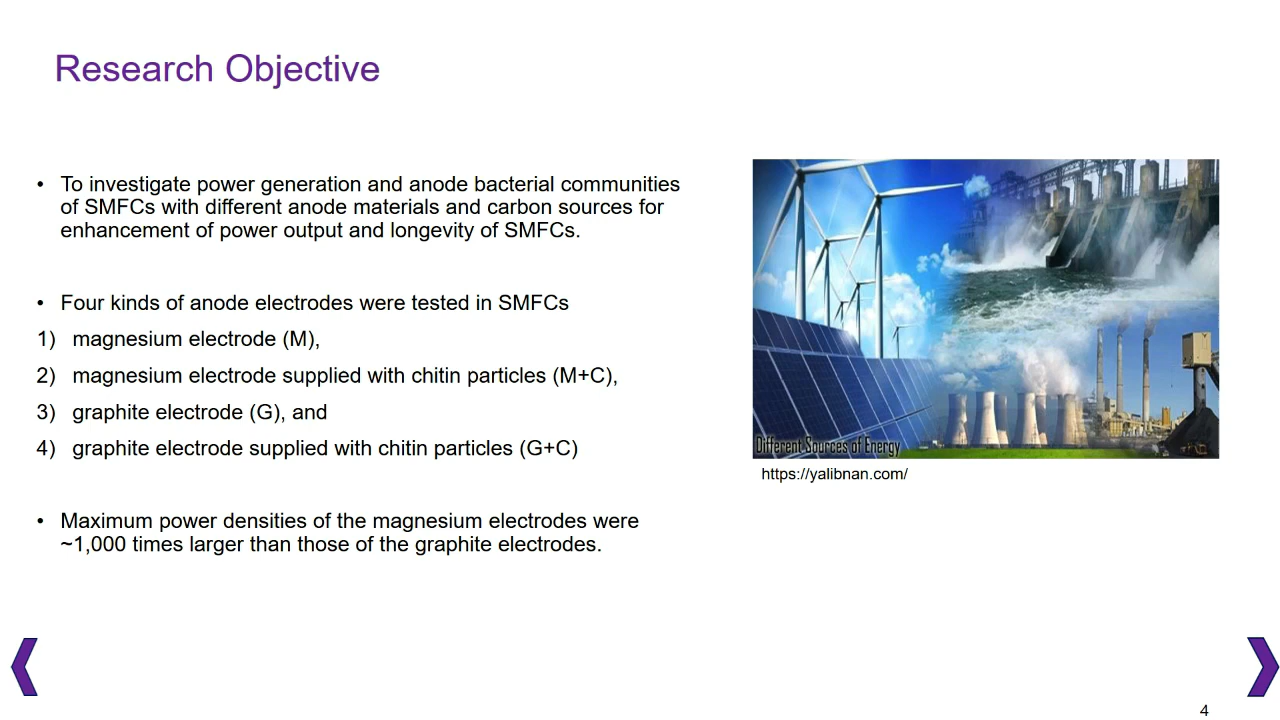 Research Objective
• To investigate power generation and anode bacterial communities
of SMFCs with different anode materials and carbon sources for
enhancement of power output and longevity of SMFCs.
• Four kinds of anode electrodes were tested in SMFCs
1) magnesium electrode (M),
2) magnesium electrode supplied with chitin particles (M+C),
3) graphite electrode (G), and
4) graphite electrode supplied with chitin particles (G+C)
• Maximum power densities of the magnesium electrodes were
~1,000 times larger than those of the graphite electrodes.
Different Sources of Energy
https://yalibnan.com/
4